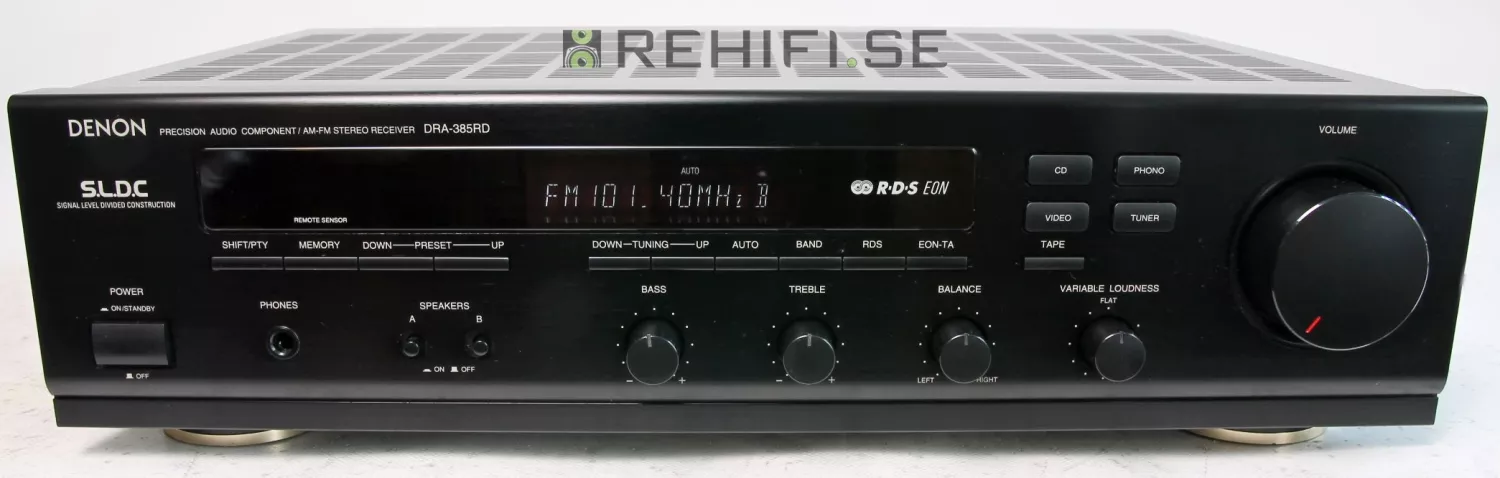 REHIFI.SE
DENON PRECISION AUDIO COMPONENT / AM-FM STEREO RECEIVER DRA-385RD
VOLUME
S.L.D.C
SIGNAL LEVEL DIVIDED CONSTRUCTION
AUTO
FM 101.40MHz B
R·D·S EON
REMOTE SENSOR
CD PHONO
VIDEO TUNER
SHIFT/PTY MEMORY DOWN PRESET UP DOWN TUNING UP AUTO BAND RDS EON-TA TAPE
POWER
ON/STANDBY
OFF
PHONES
SPEAKERS
A B
ON OFF
BASS
- +
TREBLE
- +
BALANCE
LEFT RIGHT
VARIABLE LOUDNESS
FLAT